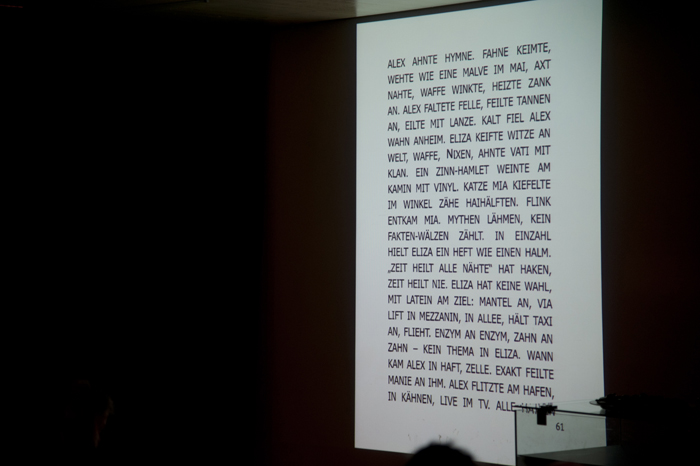 ALEX AHNTE HYMNE. FAHNE KEIMTE,
WEHTE WIE EINE MALVE IM MAI, AXT
NAHTE, WAFFE WINKTE, HEIZTE ZANK
AN. ALEX FALTETE FELLE, FEILTE TANNEN
AN, EILTE MIT LANZE. KALT FIEL ALEX
WAHN ANHEIM. ELIZA KEIFTE WITZE AN
WELT, WAFFE, NIXEN, AHNTE VATI MIT
KLAN. EIN ZINN-HAMLET WEINTE AM
KAMIN MIT VINYL. KATZE MIA KIEFELTE
IM WINKEL ZÄHE HAIHÄLFTEN. FLINK
ENTKAM MIA. MYTHEN LÄHMEN, KEIN
FAKTEN-WÄLZEN ZÄHLT. IN EINZAHL
HIELT ELIZA EIN HEFT WIE EINEN HALM.
„ZEIT HEILT ALLE NÄHTE“ HAT HAKEN,
ZEIT HEILT NIE. ELIZA HAT KEINE WAHL,
MIT LATEIN AM ZIEL: MANTEL AN, VIA
LIFT IN MEZZANIN, IN ALLEE, HÄLT TAXI
AN, FLIEHT. ENZYM AN ENZYM, ZAHN AN
ZAHN – KEIN THEMA IN ELIZA. WANN
KAM ALEX IN HAFT, ZELLE. EXAKT FEILTE
MANIE AN IHM. ALEX FLITZTE AM HAFEN,
IN KÄHNEN, LIVE IM TV. ALLE
61